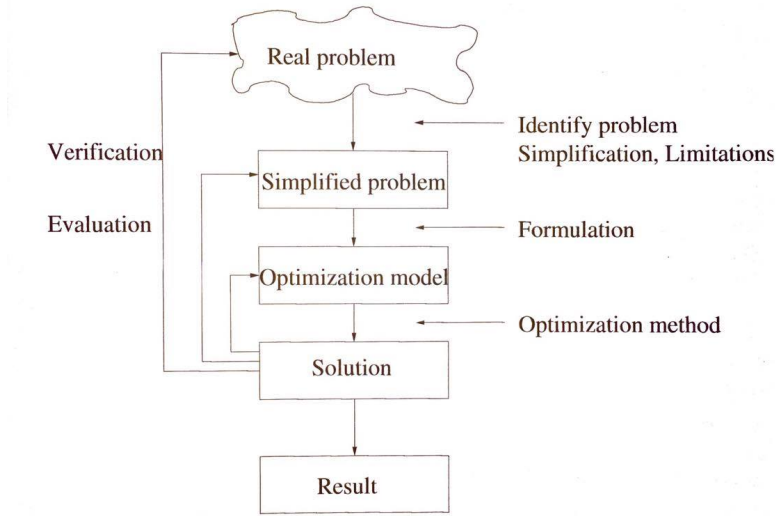 Real problem
Identify problem
Simplification, Limitations
Verification
Simplified problem
Evaluation
Formulation
Optimization model
Optimization method
Solution
Result